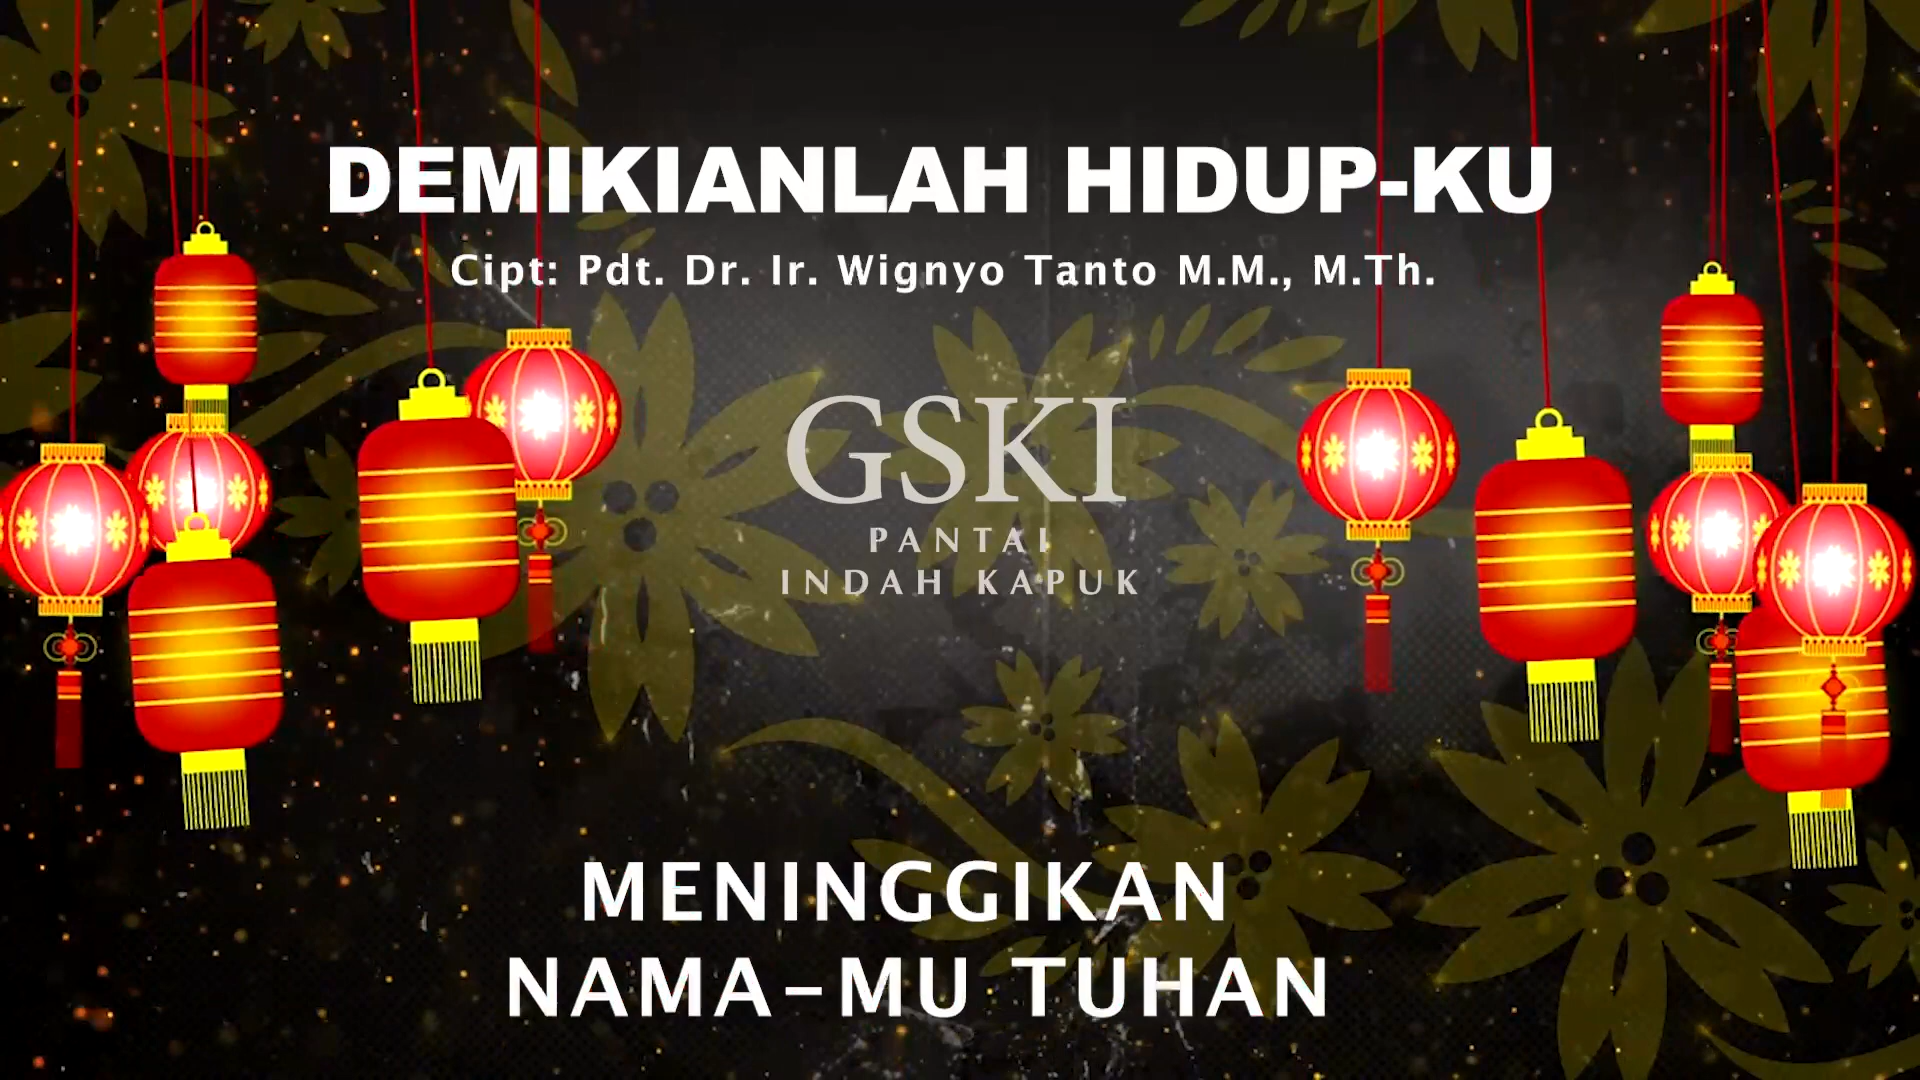 DEMIKIANLAH HIDUP-KU
Cipt: Pdt. Dr. Ir. Wignyo Tanto M.M., M.Th.
GSKI
PANTAI
INDAH KAPUK
MENINGGIKAN
NAMA-MU TUHAN